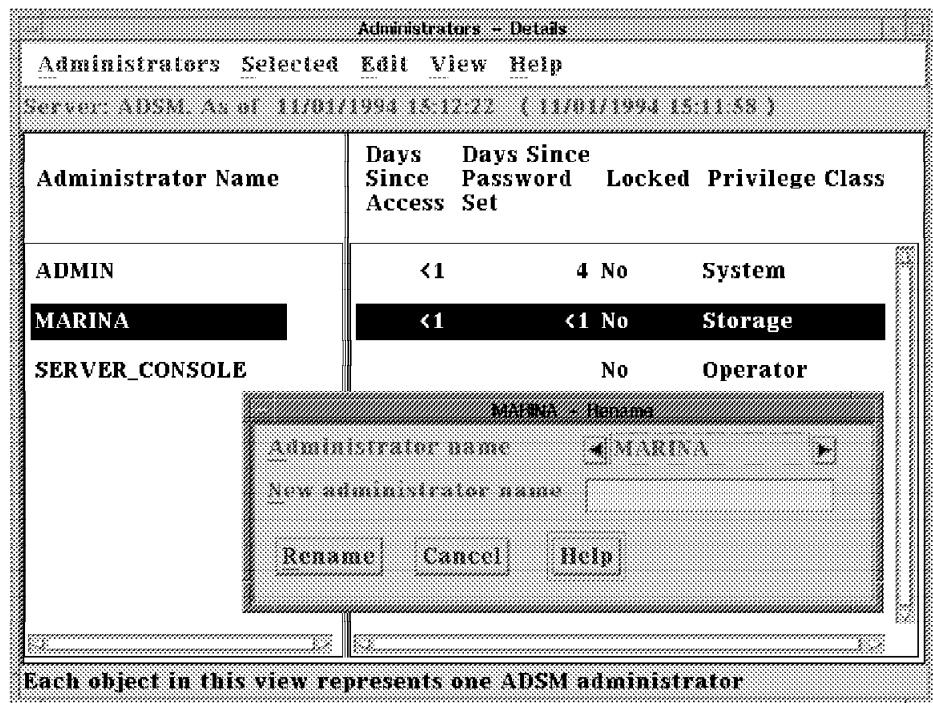 Administrators - Details
Administrators Selected Edit View Help
Server: ADSM. As of 11/01/1994 15:12:22 ( 11/01/1994 15:11:58 )
Administrator Name
Days Since Access
Days Since Password Set
Locked
Privilege Class
ADMIN <1 4 No System
MARINA <1 <1 No Storage
SERVER_CONSOLE No Operator
MARINA - Rename
Administrator name MARINA
New administrator name
Rename Cancel Help
Each object in this view represents one ADSM administrator